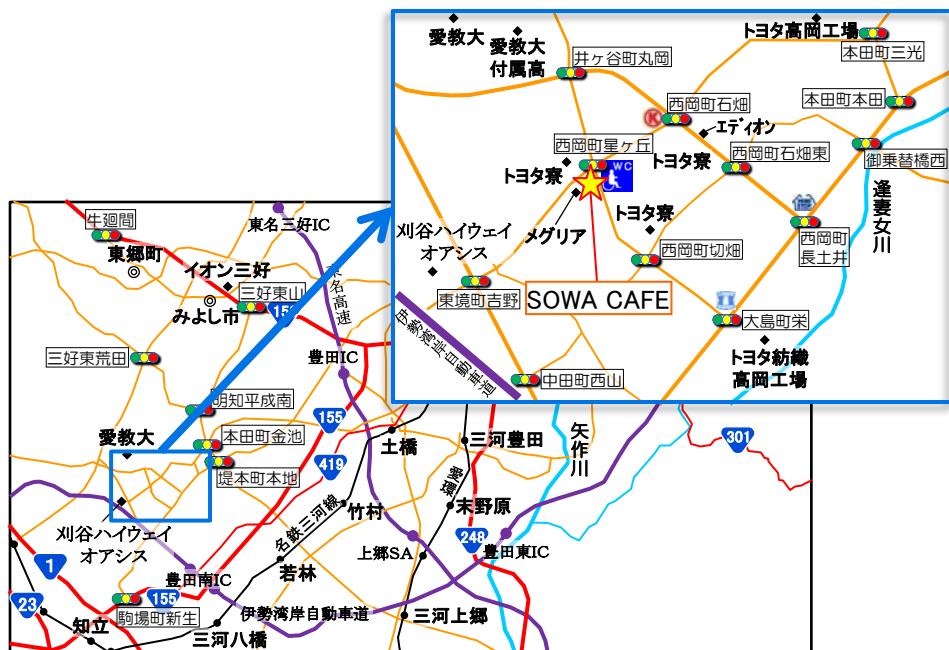 愛教大
愛教大
付属高
トヨタ高岡工場
本田町三光
井ヶ谷町丸岡
西岡町石畑
本田町本田
K
エディオン
西岡町星ヶ丘
トヨタ寮
西岡町石畑東
御乗替橋西
トヨタ寮
WC
逢妻女川
トヨタ寮
メグリア
刈谷ハイウェイ
オアシス
西岡町切畑
西岡町
長土井
東境町吉野
SOWA CAFE
大島町栄
伊勢湾岸自動車道
トヨタ紡織
高岡工場
中田町西山
牛廻間
東郷町
東名三好IC
イオン三好
三好東山
みよし市
東名高速
三好東荒田
豊田IC
明知平成南
155
愛教大
本田町金池
土橋
三河豊田
矢作川
301
堤本町本地
419
名鉄三河線
竹村
末野原
刈谷ハイウェイ
オアシス
248
上郷SA
豊田東IC
1
若林
豊田南IC
23
155
駒場町新生
伊勢湾岸自動車道
三河上郷
知立
三河八橋